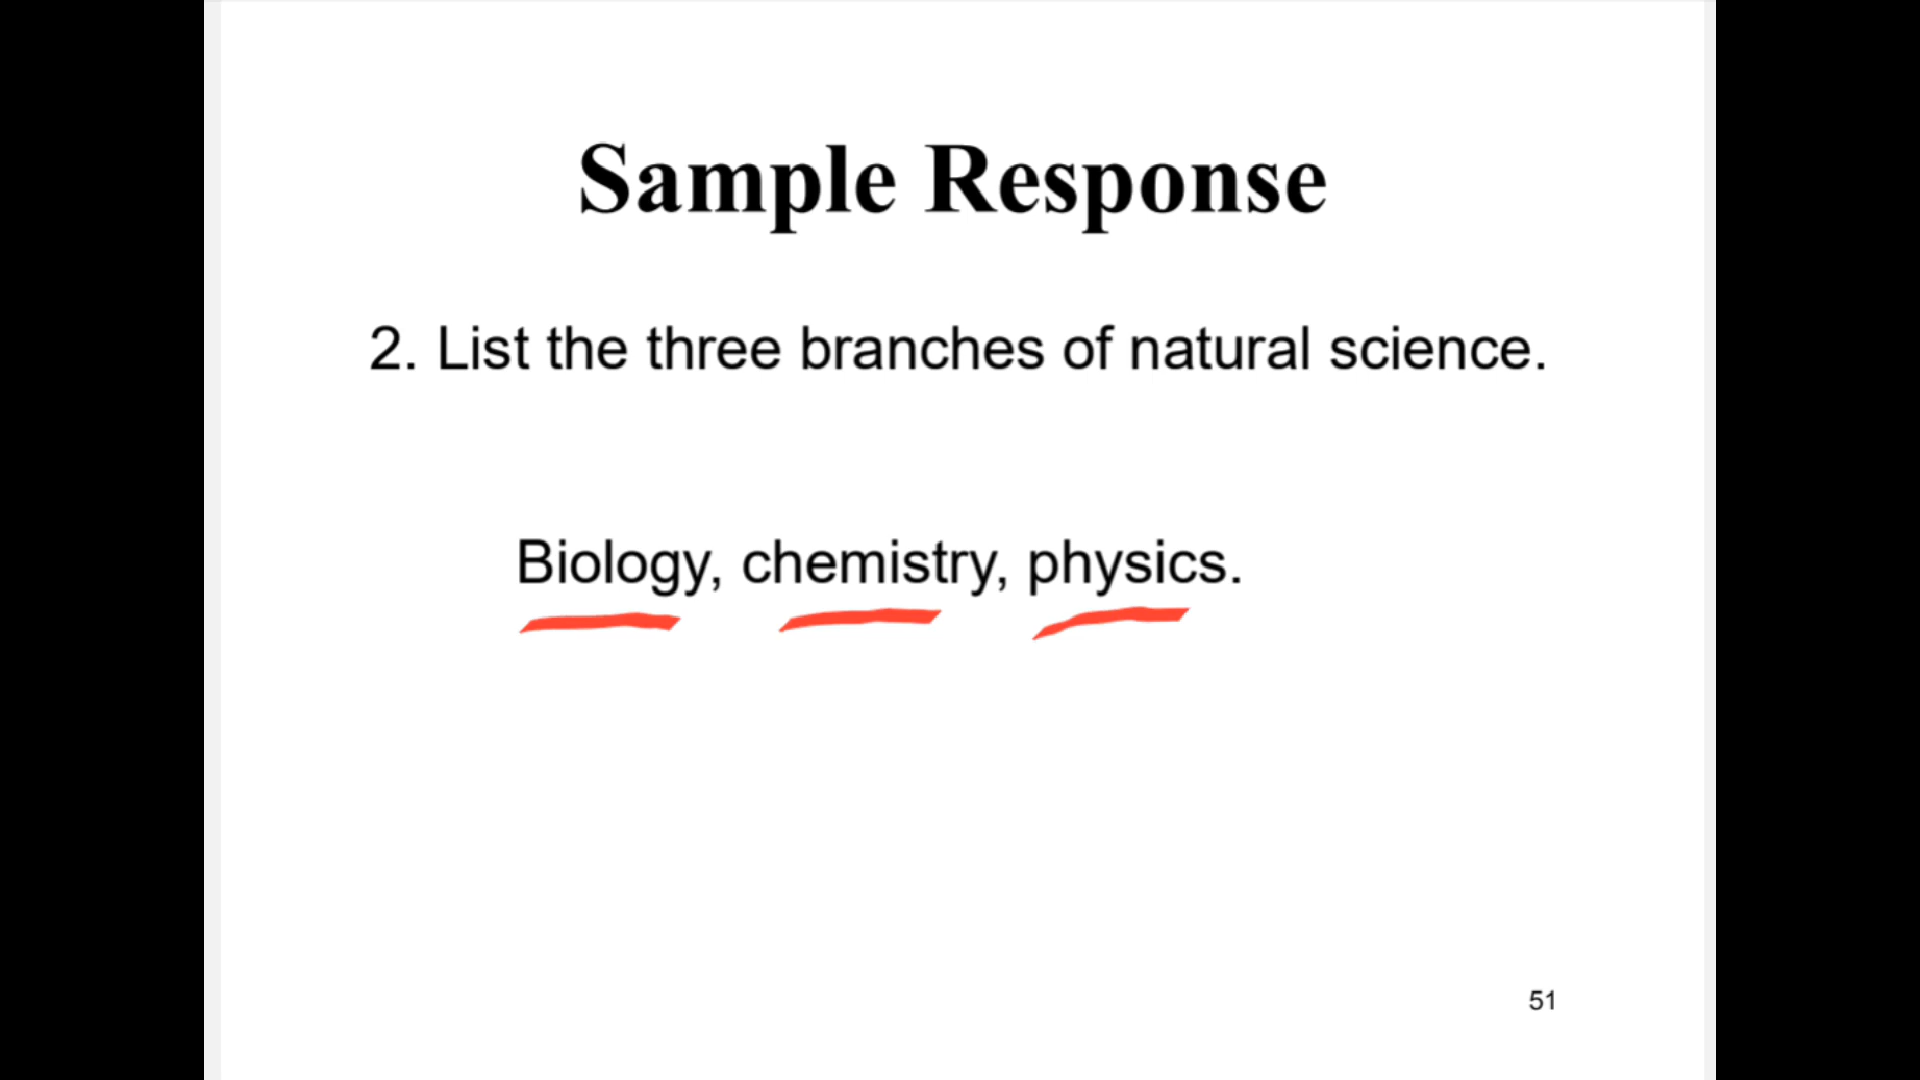 Sample Response
2. List the three branches of natural science.
Biology, chemistry, physics.
51